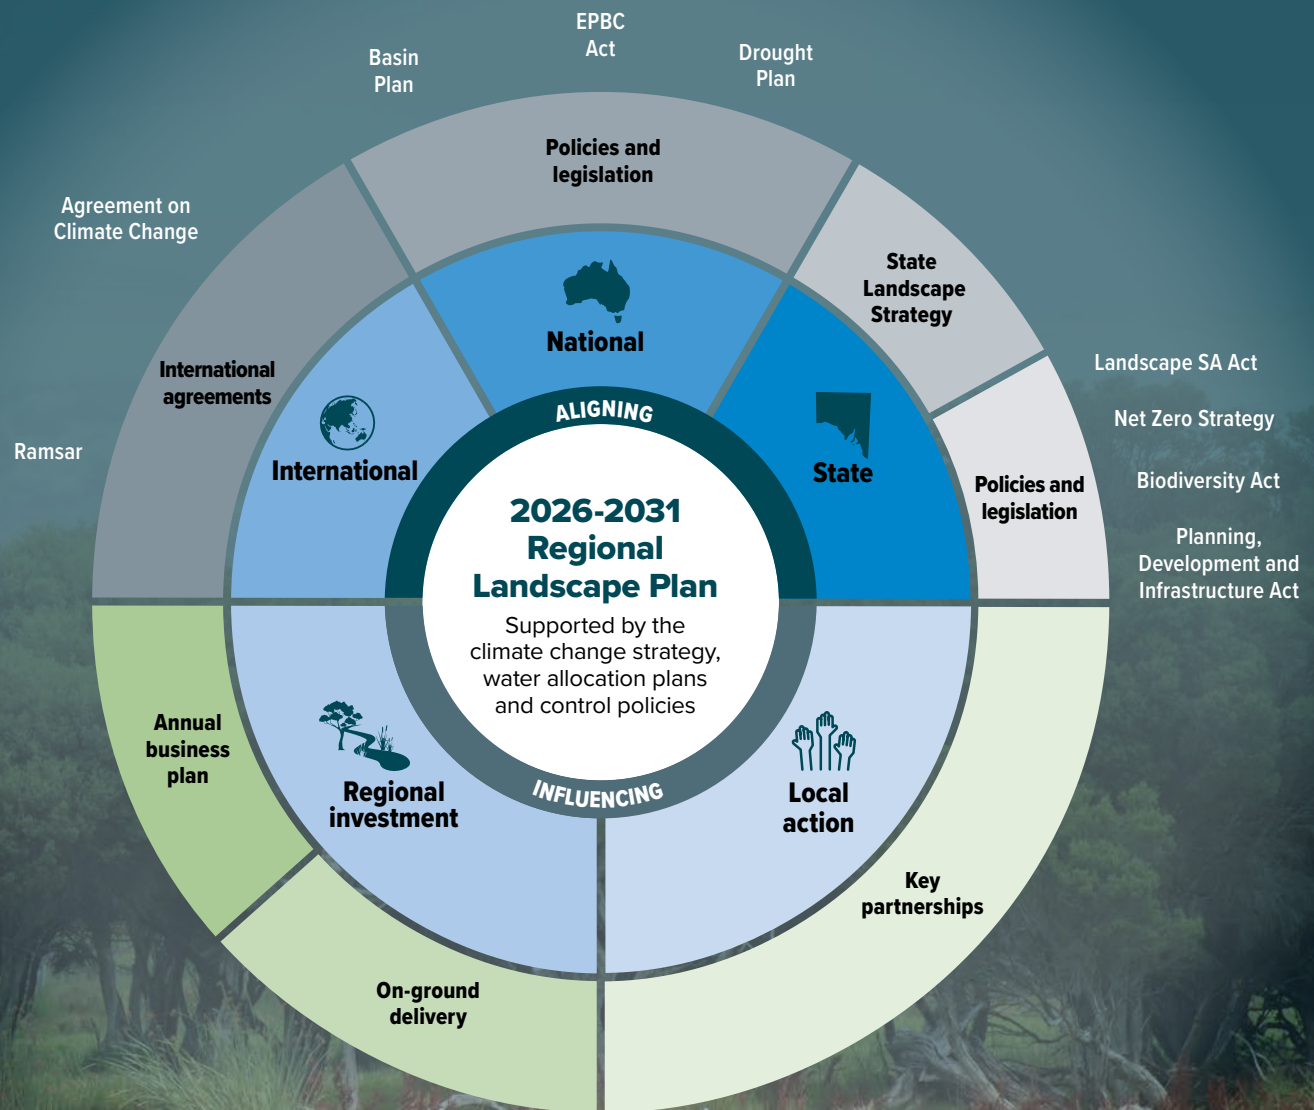 EPBC
Act
Basin
Plan
Drought
Plan
Policies and
legislation
Agreement on
Climate Change
State
Landscape
Strategy
National
International
agreements
Landscape SA Act
ALIGNING
Net Zero Strategy
Ramsar
International
State
Policies and
legislation
Biodiversity Act
2026-2031
Regional
Landscape Plan
Planning,
Development and
Infrastructure Act
Supported by the
climate change strategy,
water allocation plans
and control policies
Annual
business
plan
Regional
investment
INFLUENCING
Local
action
Key
partnerships
On-ground
delivery